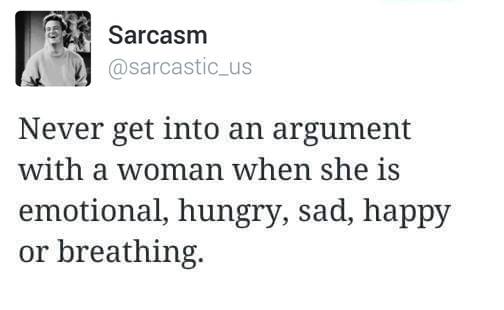 Sarcasm
@sarcastic_us
Never get into an argument
with a woman when she is
emotional, hungry, sad, happy
or breathing.